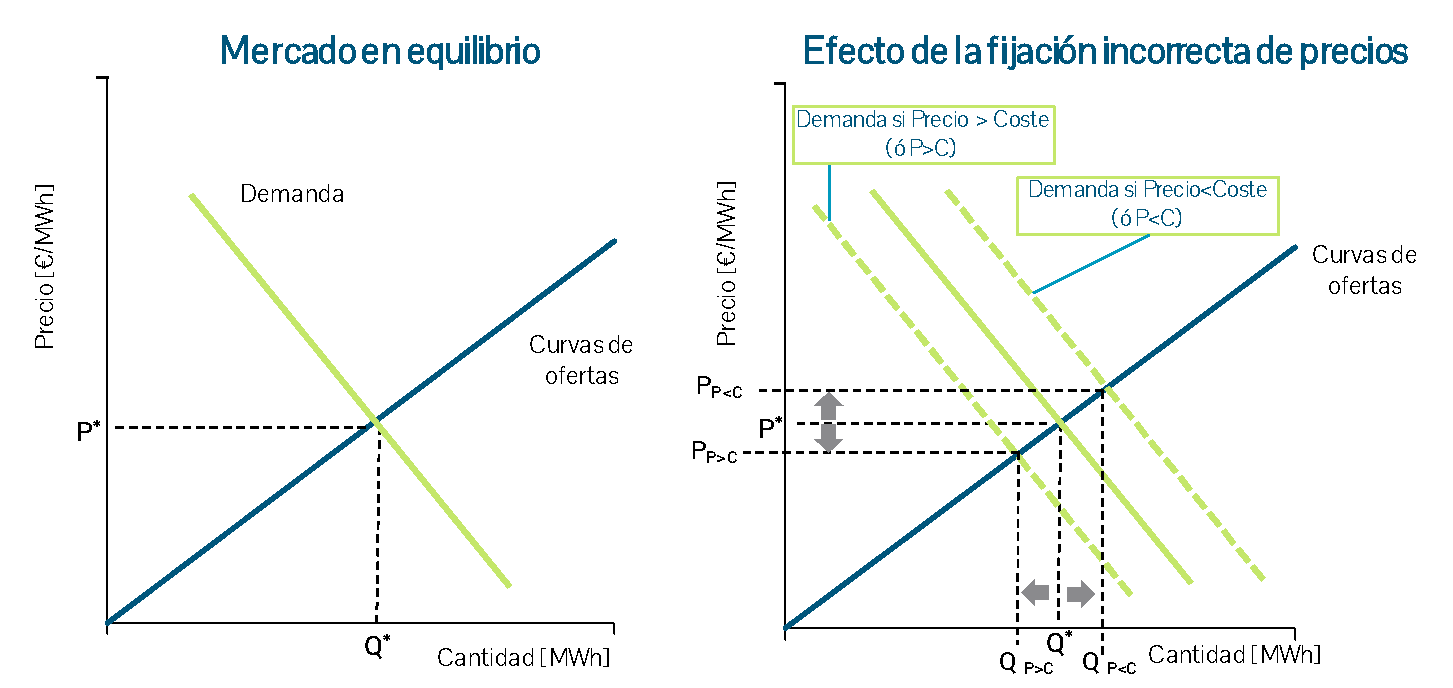 Mercado en equilibrio
Precio [€/MWh]
Demanda
Curvas de
ofertas
P*
Q*
Cantidad [MWh]
Efecto de la fijación incorrecta de precios
Demanda si Precio > Coste
(ó P>C)
Demanda si Precio<Coste
(ó P<C)
Precio [€/MWh]
Curvas de
ofertas
PP<C
P*
PP>C
Q P>C
Q*
Q P<C
Cantidad [MWh]